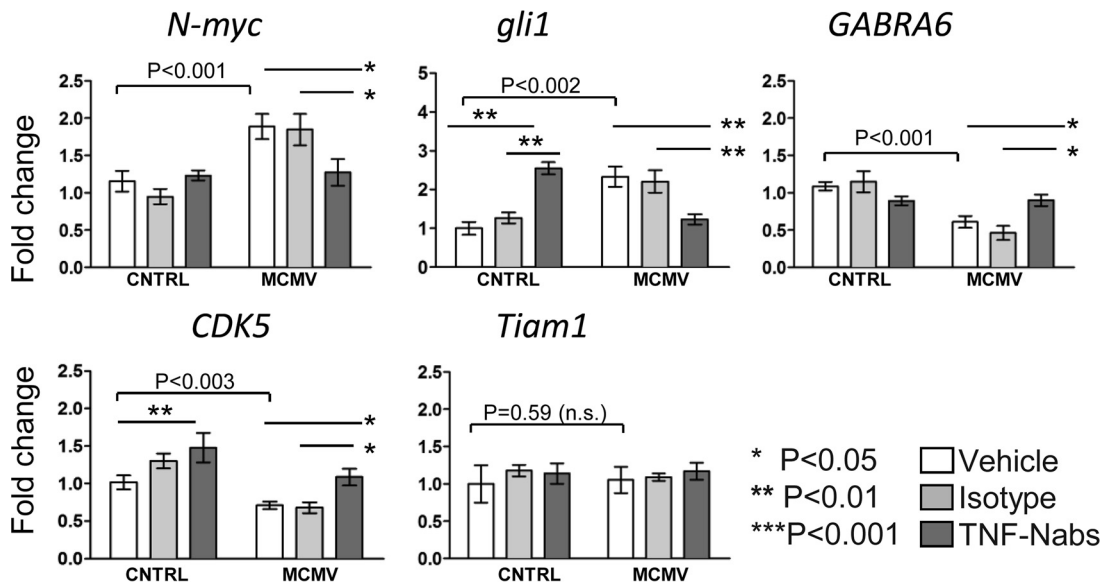 N-myc
gli1
GABRA6
Fold change
2.5
2.0
1.5
1.0
0.5
0.0
P<0.001
*
*
CNTRL
MCMV
5
4
3
2
1
0
P<0.002
**
**
**
**
CNTRL
MCMV
2.5
2.0
1.5
1.0
0.5
0.0
P<0.001
*
*
CNTRL
MCMV
CDK5
Tiam1
Fold change
2.5
2.0
1.5
1.0
0.5
0.0
P<0.003
**
*
*
CNTRL
MCMV
2.5
2.0
1.5
1.0
0.5
0.0
P=0.59 (n.s.)
CNTRL
MCMV
* P<0.05
** P<0.01
***P<0.001
Vehicle
Isotype
TNF-Nabs